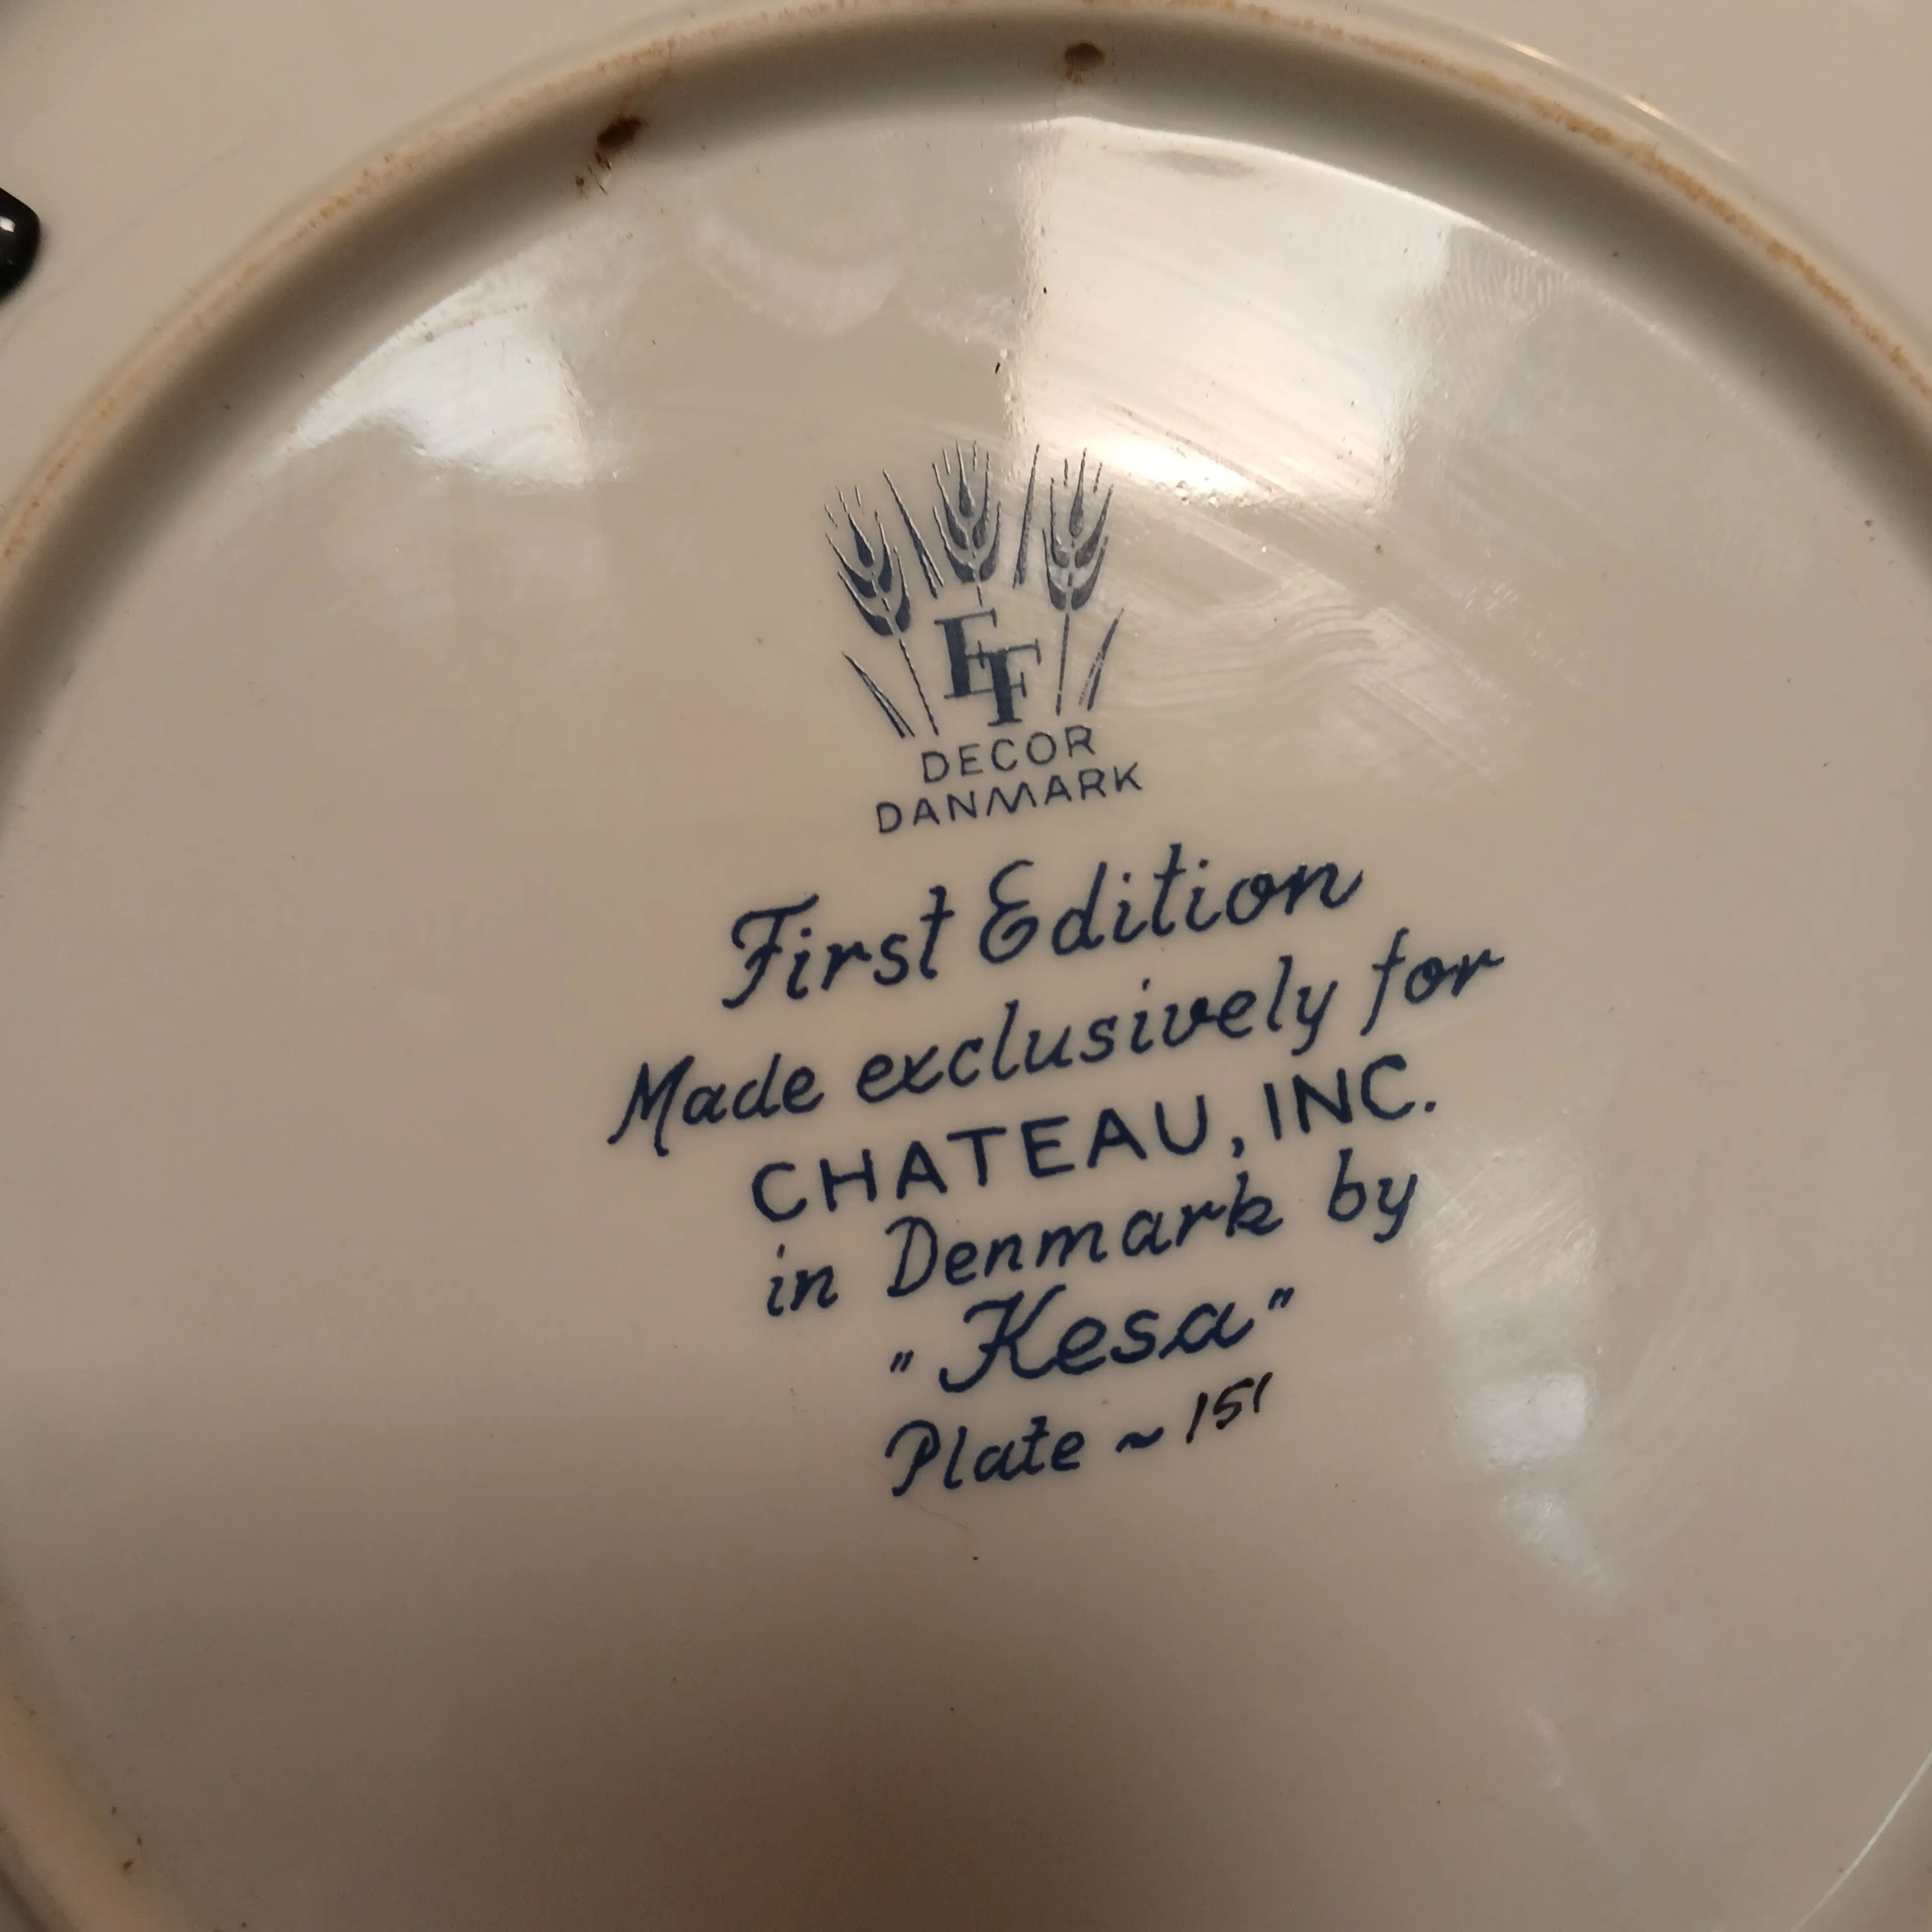 EF
DECOR
DANMARK
First Edition
Made exclusively for
CHATEAU, INC.
in Denmark by
"Kesa"
Plate ~ 151